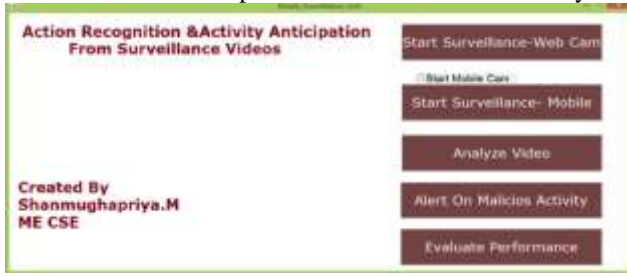 Action Recognition &Activity Anticipation
From Surveillance Videos
Start Surveillance-Web Cam
Start Mobile Cam
Start Surveillance- Mobile
Analyze Video
Created By
Shanmughapriya.M
ME CSE
Alert On Malicios Activity
Evaluate Performance